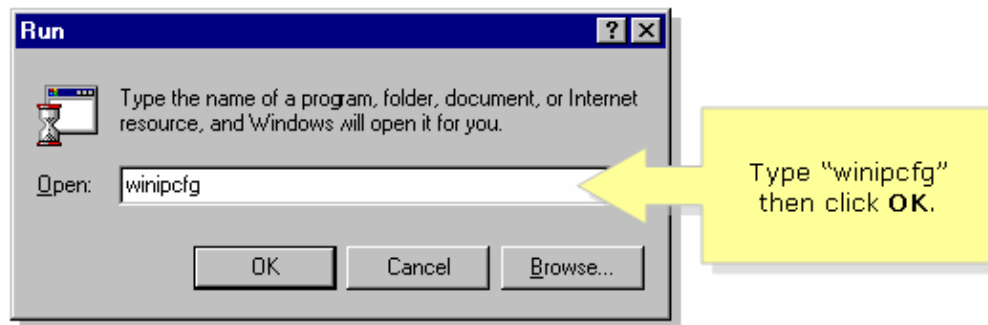 Run
Type the name of a program, folder, document, or Internet
resource, and Windows will open it for you.
Open:
winipcfg
Type "winipcfg"
then click OK.
OK
Cancel
Browse...